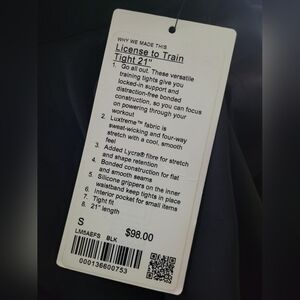 WHY WE MADE THIS
License to Train
Tight 21"
1. Go all out. These versatile
training tights give you
locked-in support and
distraction-free bonded
construction, so you can focus
on powering through your
workout
2. Luxtreme™ fabric is
sweat-wicking and four-way
stretch with a cool, smooth
feel
3. Added Lycra® fibre for stretch
and shape retention
4. Bonded construction for flat
and smooth seams
5. Silicone grippers on the inner
waistband keep tights in place
6. Interior pocket for small items
7. Tight fit
8. 21" length
S
$98.00
LM5AEFS BLK
000136600753